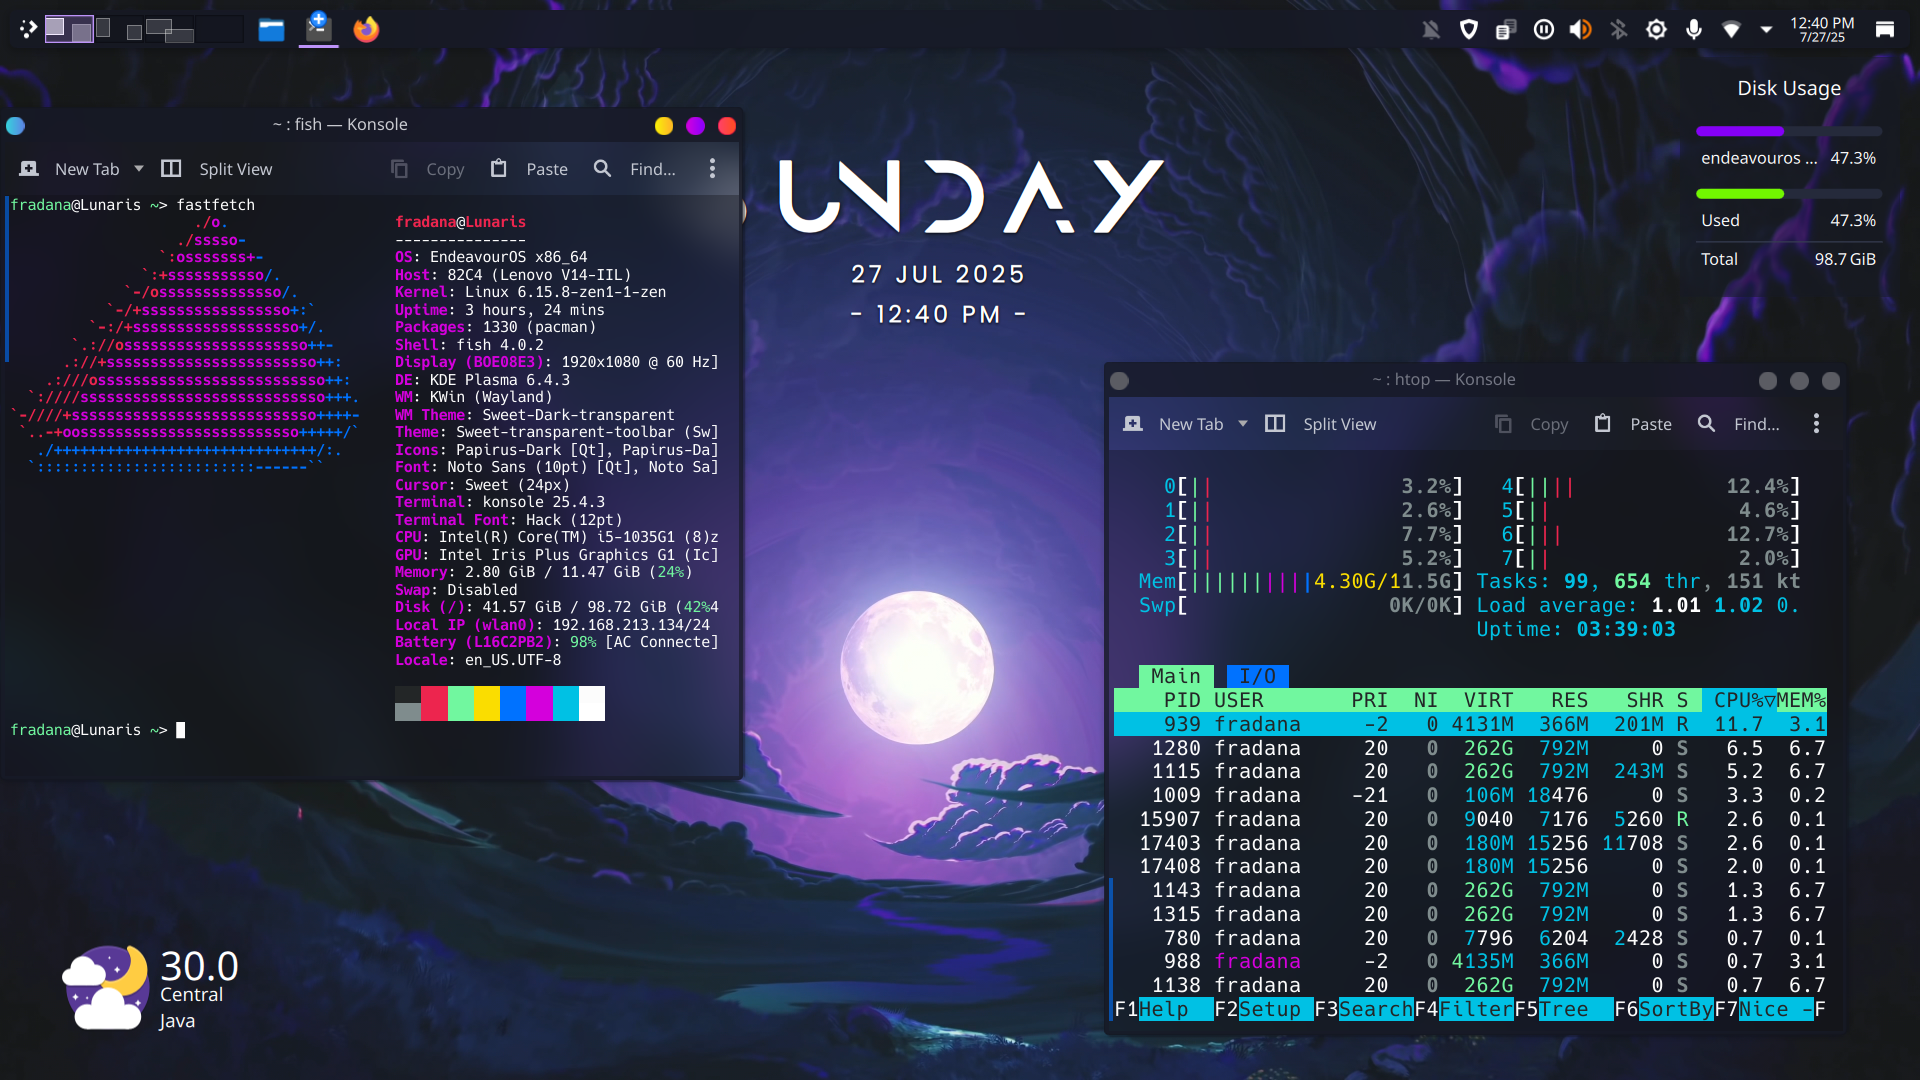 12:40 PM
7/27/25
Disk Usage
endeavouros ... 47.3%
Used 47.3%
Total 98.7 GiB
UNDAY
27 JUL 2025
- 12:40 PM -
~ : fish — Konsole
New Tab Split View Copy Paste Find...
fradana@Lunaris ~> fastfetch
./o.
./sssso-
`:osssssss+-
`:+sssssssssso/.
`-/ossssssssssssso/.
`-/+sssssssssssssssso+:`
`-:/+sssssssssssssssssso+/.
`.://osssssssssssssssssssso++-
.://+ssssssssssssssssssssssso++:
.:///ossssssssssssssssssssssssso++:
`:////ssssssssssssssssssssssssssso+++.
`-////+ssssssssssssssssssssssssssso++++-
`..-+oosssssssssssssssssssssssso+++++/`
./++++++++++++++++++++++++++++++/:.
`:::::::::::::::::::::::::------``
fradana@Lunaris
---------------
OS: EndeavourOS x86_64
Host: 82C4 (Lenovo V14-IIL)
Kernel: Linux 6.15.8-zen1-1-zen
Uptime: 3 hours, 24 mins
Packages: 1330 (pacman)
Shell: fish 4.0.2
Display (BOE08E3): 1920x1080 @ 60 Hz]
DE: KDE Plasma 6.4.3
WM: KWin (Wayland)
WM Theme: Sweet-Dark-transparent
Theme: Sweet-transparent-toolbar (Sw]
Icons: Papirus-Dark [Qt], Papirus-Da]
Font: Noto Sans (10pt) [Qt], Noto Sa]
Cursor: Sweet (24px)
Terminal: konsole 25.4.3
Terminal Font: Hack (12pt)
CPU: Intel(R) Core(TM) i5-1035G1 (8)z
GPU: Intel Iris Plus Graphics G1 (Ic]
Memory: 2.80 GiB / 11.47 GiB (24%)
Swap: Disabled
Disk (/): 41.57 GiB / 98.72 GiB (42%4
Local IP (wlan0): 192.168.213.134/24
Battery (L16C2PB2): 98% [AC Connecte]
Locale: en_US.UTF-8
fradana@Lunaris ~>
~ : htop — Konsole
New Tab Split View Copy Paste Find...
0[|| 3.2%] 4[|||| 12.4%]
1[|| 2.6%] 5[|| 4.6%]
2[|| 7.7%] 6[||| 12.7%]
3[|| 5.2%] 7[|| 2.0%]
Mem[||||||||||4.30G/11.5G] Tasks: 99, 654 thr, 151 kt
Swp[ 0K/0K] Load average: 1.01 1.02 0.
Uptime: 03:39:03
Main I/O
PID USER PRI NI VIRT RES SHR S CPU%▽MEM%
939 fradana -2 0 4131M 366M 201M R 11.7 3.1
1280 fradana 20 0 262G 792M 0 S 6.5 6.7
1115 fradana 20 0 262G 792M 243M S 5.2 6.7
1009 fradana -21 0 106M 18476 0 S 3.3 0.2
15907 fradana 20 0 9040 7176 5260 R 2.6 0.1
17403 fradana 20 0 180M 15256 11708 S 2.6 0.1
17408 fradana 20 0 180M 15256 0 S 2.0 0.1
1143 fradana 20 0 262G 792M 0 S 1.3 6.7
1315 fradana 20 0 262G 792M 0 S 1.3 6.7
780 fradana 20 0 7796 6204 2428 S 0.7 0.1
988 fradana -2 0 4135M 366M 0 S 0.7 3.1
1138 fradana 20 0 262G 792M 0 S 0.7 6.7
F1Help F2Setup F3SearchF4FilterF5Tree F6SortByF7Nice -F
30.0
Central
Java